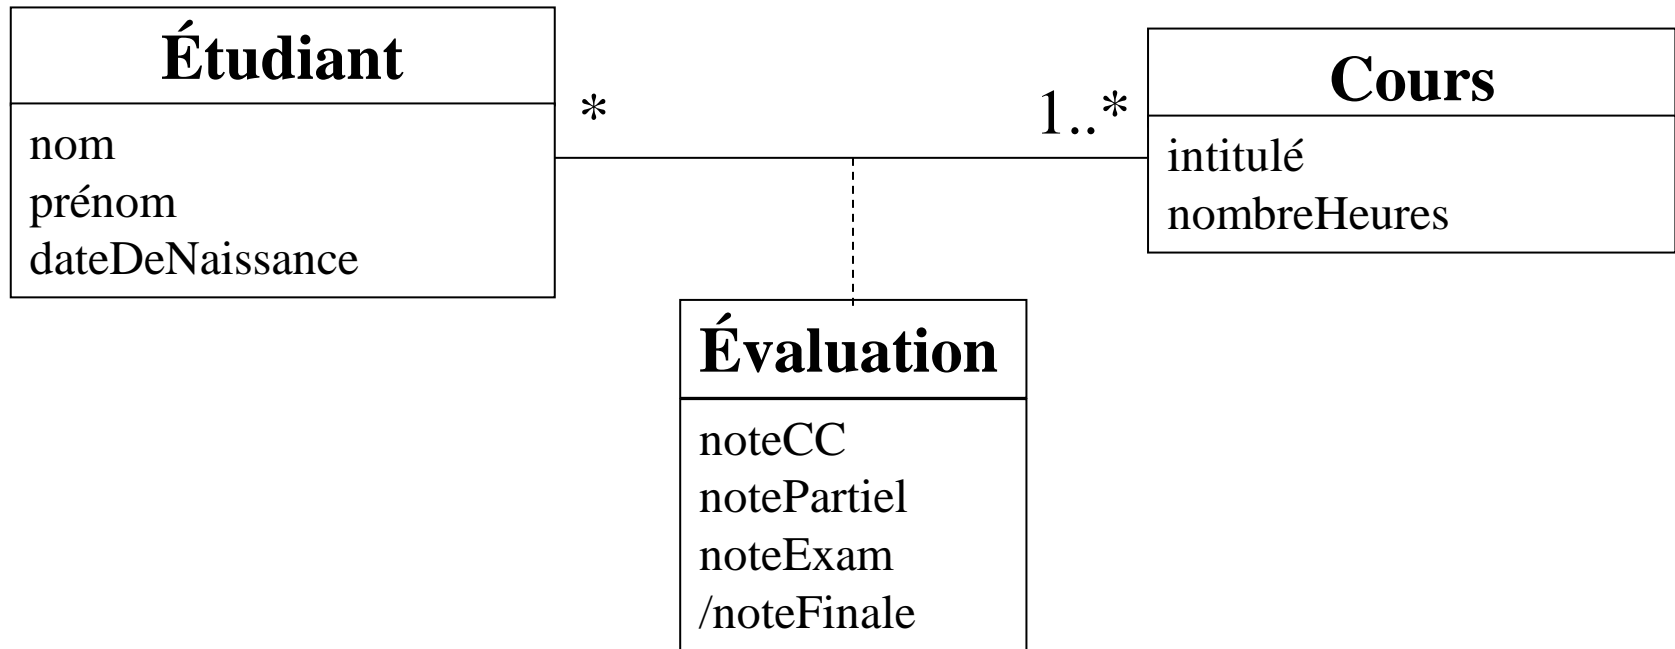 Étudiant
nom
prénom
dateDeNaissance
*
1..*
Cours
intitulé
nombreHeures
Évaluation
noteCC
notePartiel
noteExam
/noteFinale